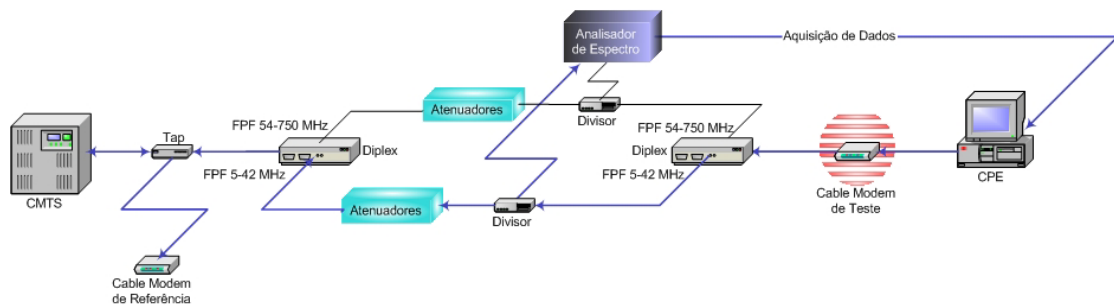 Analisador
de Espectro
Aquisição de Dados
Atenuadores
Divisor
FPF 54-750 MHz
Tap
Diplex
FPF 5-42 MHz
CMTS
Atenuadores
Divisor
FPF 54-750 MHz
Diplex
FPF 5-42 MHz
Cable Modem
de Teste
CPE
Cable Modem
de Referência